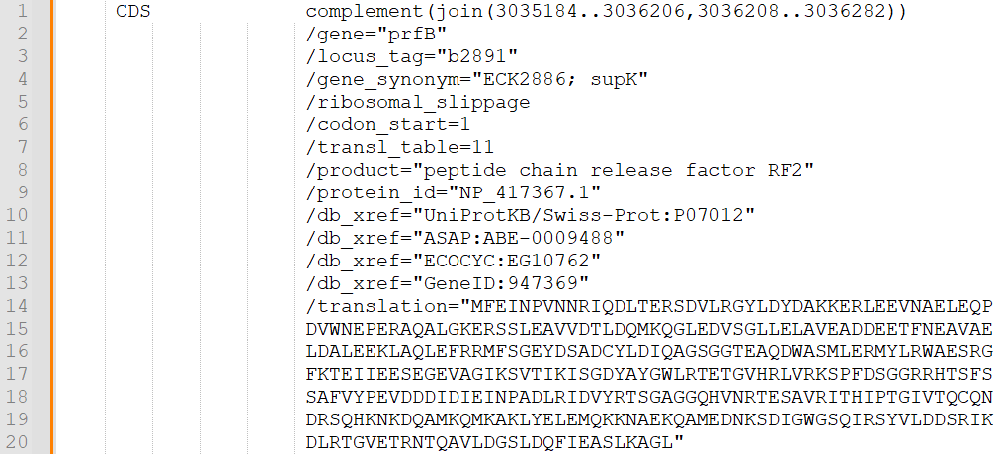 1 CDS complement(join(3035184..3036206,3036208..3036282))
2 /gene="prfB"
3 /locus_tag="b2891"
4 /gene_synonym="ECK2886; supK"
5 /ribosomal_slippage
6 /codon_start=1
7 /transl_table=11
8 /product="peptide chain release factor RF2"
9 /protein_id="NP_417367.1"
10 /db_xref="UniProtKB/Swiss-Prot:P07012"
11 /db_xref="ASAP:ABE-0009488"
12 /db_xref="ECOCYC:EG10762"
13 /db_xref="GeneID:947369"
14 /translation="MFEINPVNNRIQDLTERSDVLRGYLDYDAKKERLEEVNAELEQP
15 DVWNEPERAQALGKERSSLEAVVDTLDQMKQGLEDVSGLLELAVEADDEETFNEAVAE
16 LDALEEKLAQLEFRRMFSGEYDSADCYLDIQAGSGGTEAQDWASMLERMYLRWAESRG
17 FKTEIIEESEGEVAGIKSVTIKISGDYAYGWLRTETGVHRLVRKSPFDSGGRRHTSFS
18 SAFVYPEVDDDIDIEINPADLRIDVYRTSGAGGQHVNRTESAVRITHIPTGIVTQCQN
19 DRSQHKNKDQAMKQMKAKLYELEMQKKNAEKQAMEDNKSDIGWGSQIRSYVLDDSRIK
20 DLRTGVETRNTQAVLDGSLDQFIEASLKAGL"